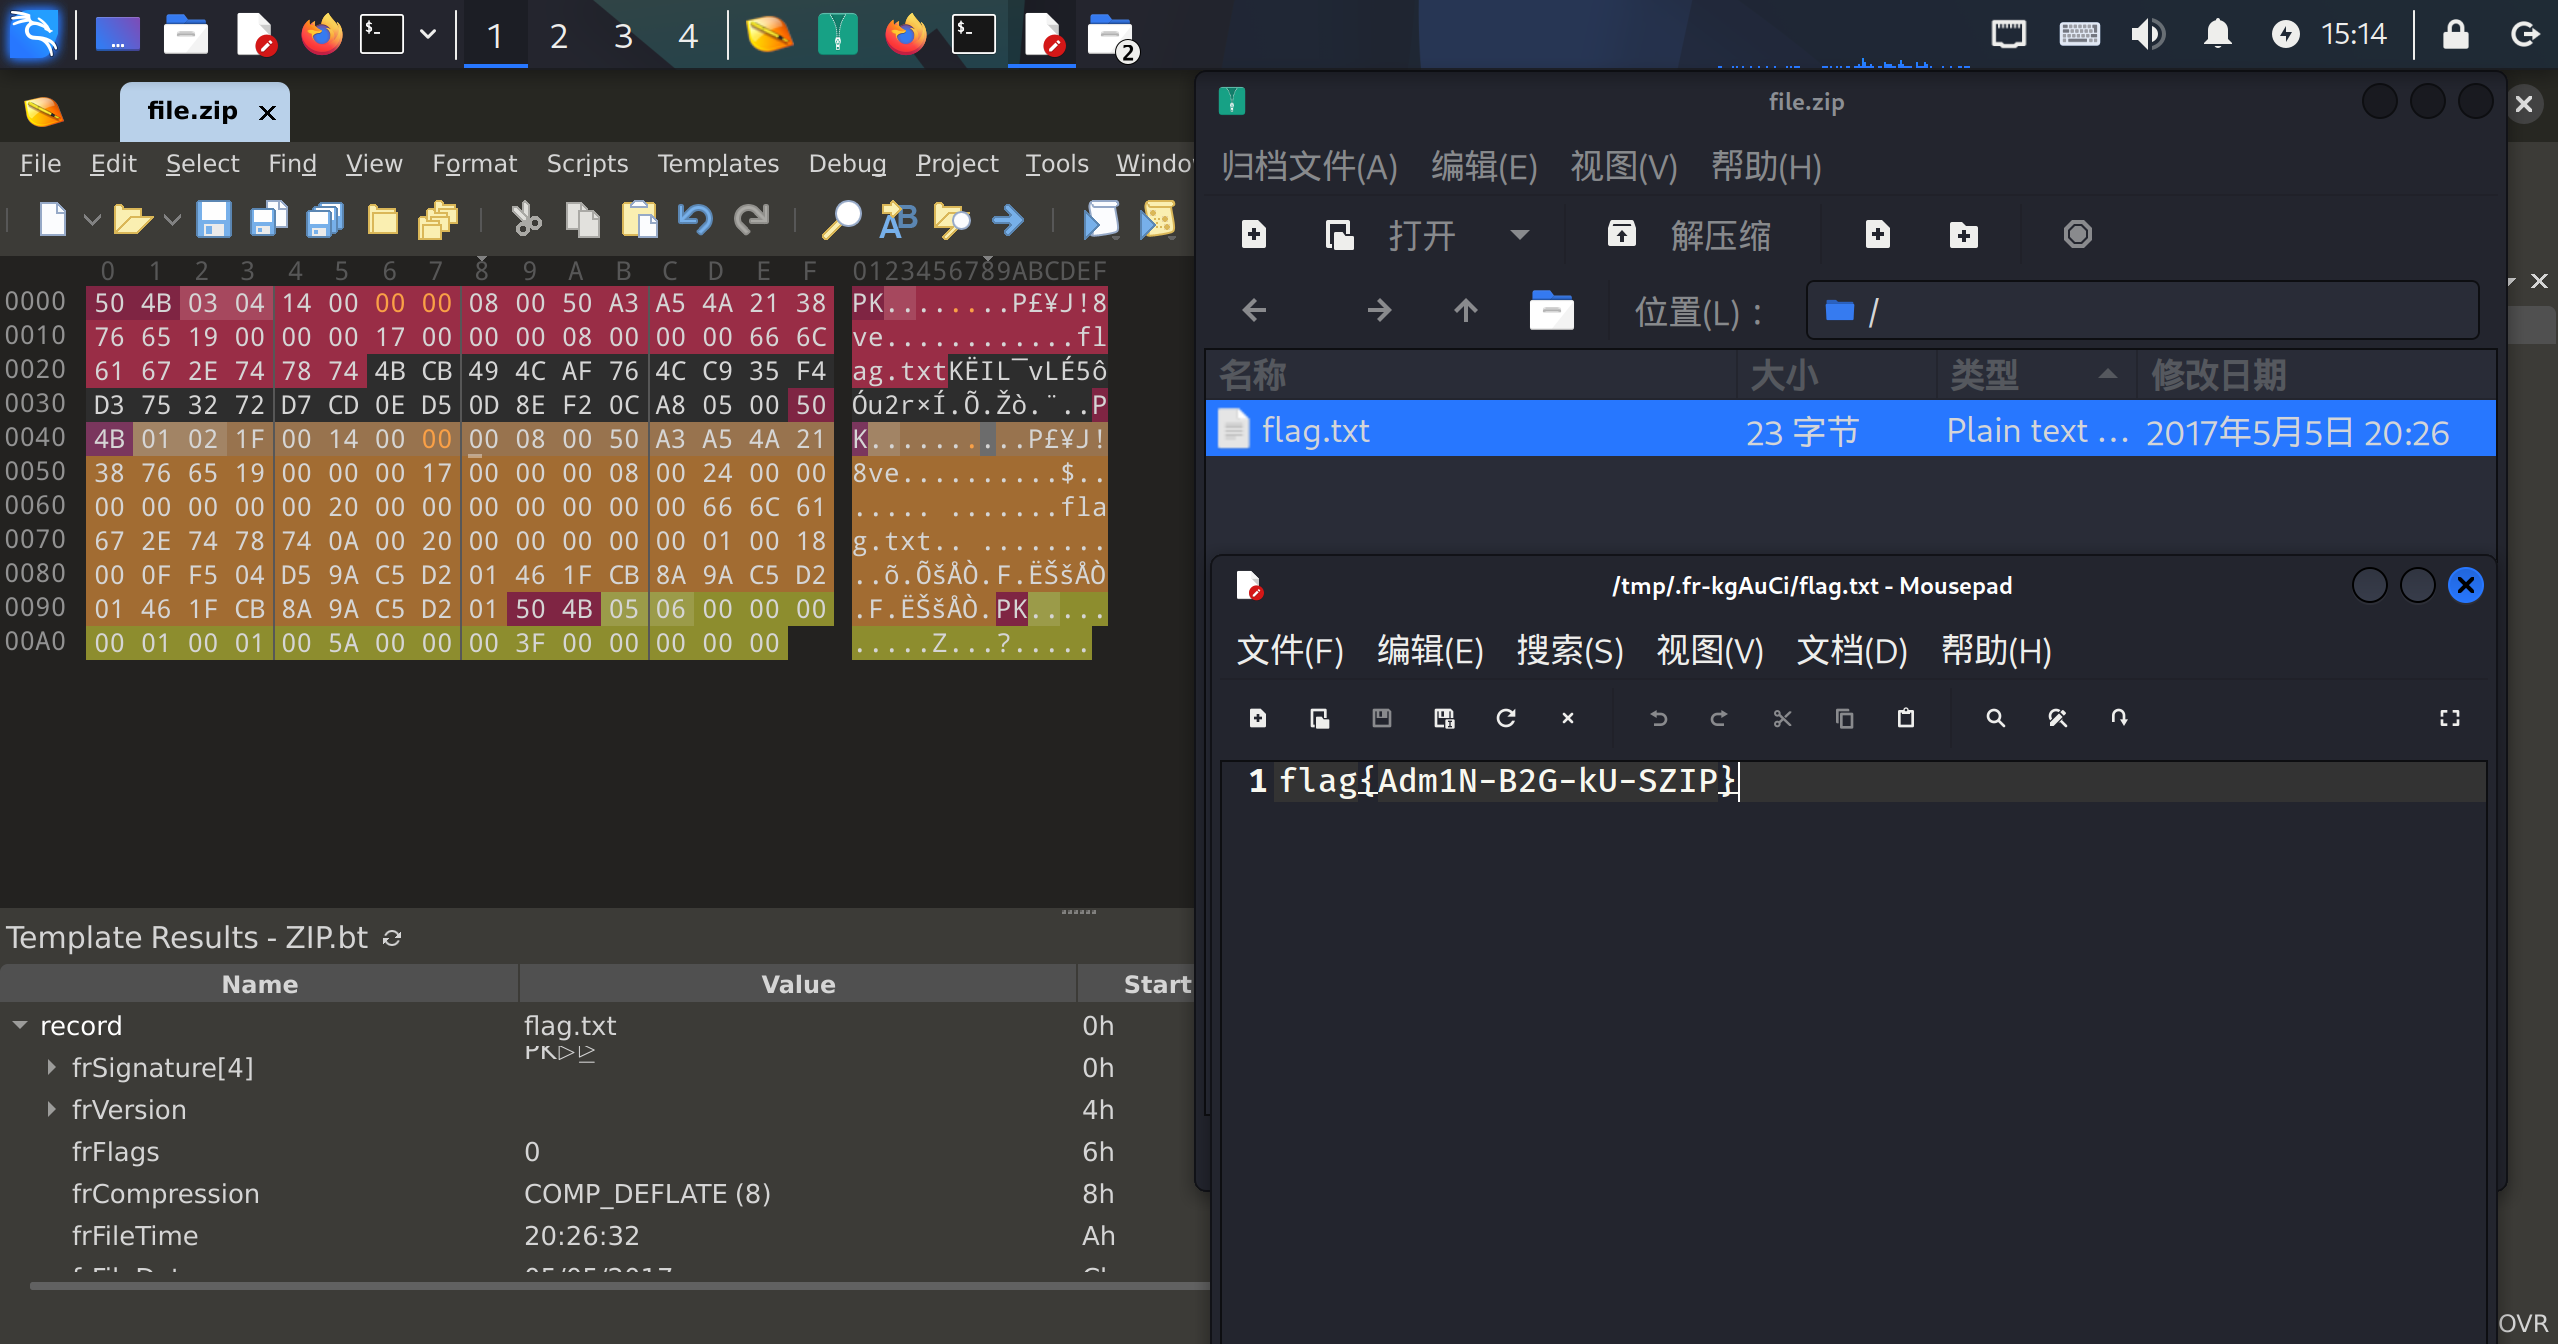 1 2 3 4 2 15:14
file.zip
File Edit Select Find View Format Scripts Templates Debug Project Tools Windo
0 1 2 3 4 5 6 7 8 9 A B C D E F 0123456789ABCDEF
0000 50 4B 03 04 14 00 00 00 08 00 50 A3 A5 4A 21 38 PK........P£¥J!8
0010 76 65 19 00 00 00 17 00 00 00 08 00 00 00 66 6C ve............fl
0020 61 67 2E 74 78 74 4B CB 49 4C AF 76 4C C9 35 F4 ag.txtKËIL¯vLÉ5ô
0030 D3 75 32 72 D7 CD 0E D5 0D 8E F2 0C A8 05 00 50 Óu2r×Í.Õ.Žò.¨..P
0040 4B 01 02 1F 00 14 00 00 00 08 00 50 A3 A5 4A 21 K..........P£¥J!
0050 38 76 65 19 00 00 00 17 00 00 00 08 00 24 00 00 8ve..........$..
0060 00 00 00 00 00 20 00 00 00 00 00 00 00 66 6C 61 ..... .......fla
0070 67 2E 74 78 74 0A 00 20 00 00 00 00 00 01 00 18 g.txt.. ........
0080 00 0F F5 04 D5 9A C5 D2 01 46 1F CB 8A 9A C5 D2 ..õ.ÕšÅÒ.F.ËŠšÅÒ
0090 01 46 1F CB 8A 9A C5 D2 01 50 4B 05 06 00 00 00 .F.ËŠšÅÒ.PK.....
00A0 00 01 00 01 00 5A 00 00 00 3F 00 00 00 00 00 .....Z...?.....
Template Results - ZIP.bt
Name Value Start
record flag.txt 0h
frSignature[4] PK 0h
frVersion 4h
frFlags 0 6h
frCompression COMP_DEFLATE (8) 8h
frFileTime 20:26:32 Ah
file.zip
归档文件(A) 编辑(E) 视图(V) 帮助(H)
打开 解压缩
位置(L)： /
名称 大小 类型 修改日期
flag.txt 23 字节 Plain text ... 2017年5月5日 20:26
/tmp/.fr-kgAuCi/flag.txt - Mousepad
文件(F) 编辑(E) 搜索(S) 视图(V) 文档(D) 帮助(H)
1 flag{Adm1N-B2G-kU-SZIP}
OVR